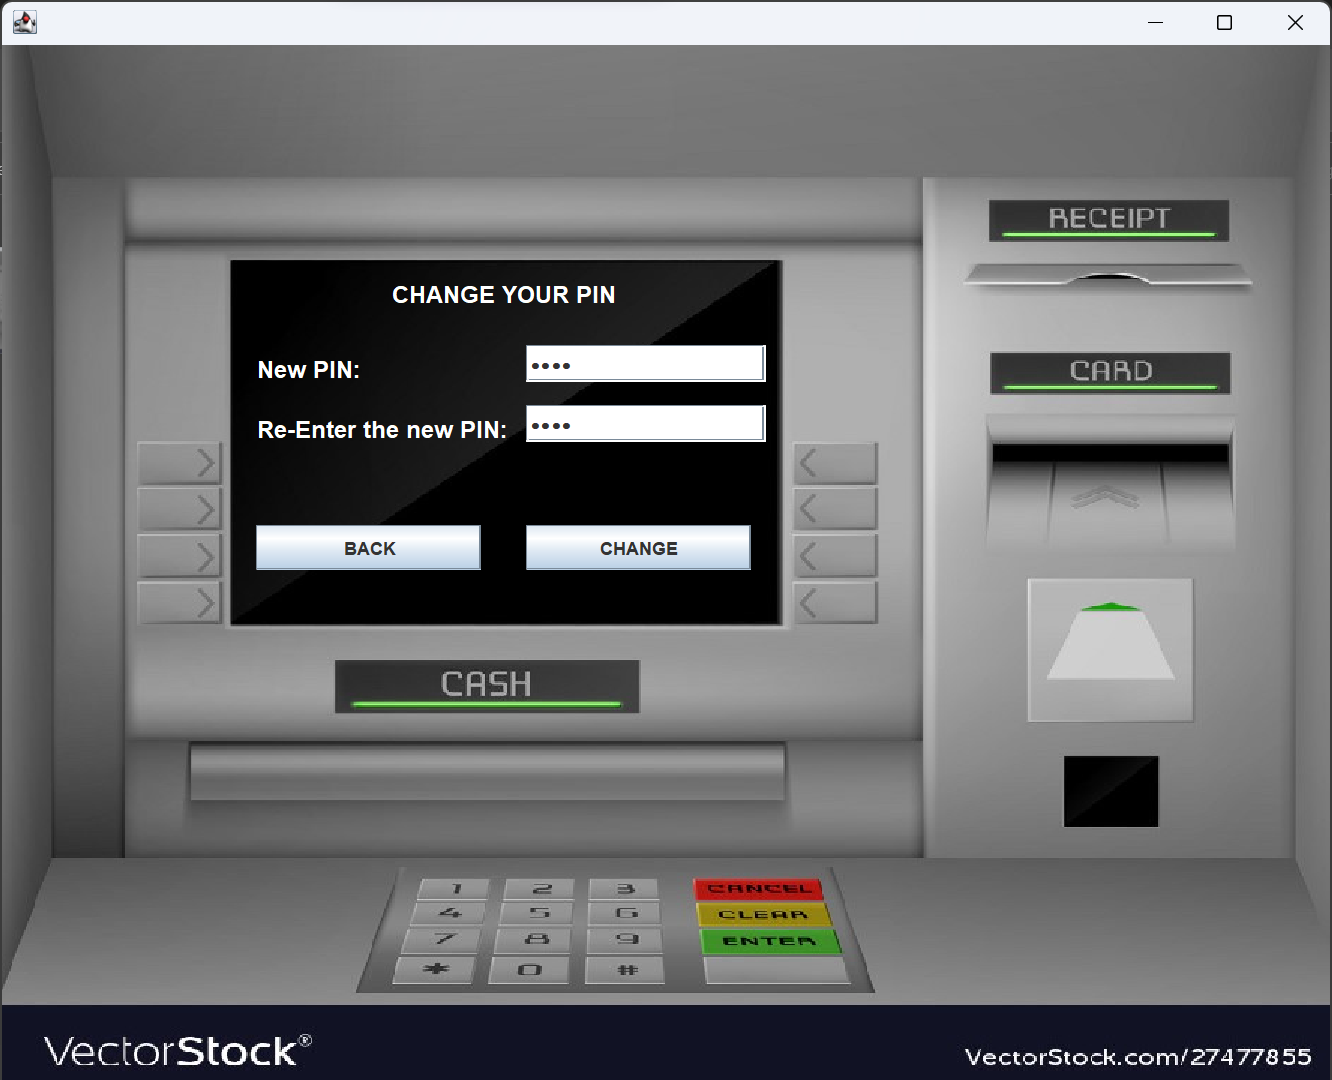 RECEIPT
CHANGE YOUR PIN
New PIN: ••••
CARD
Re-Enter the new PIN: ••••
BACK CHANGE
CASH
1 2 3 CANCEL
4 5 6 CLEAR
7 8 9 ENTER
* 0 #
VectorStock®
VectorStock.com/27477855